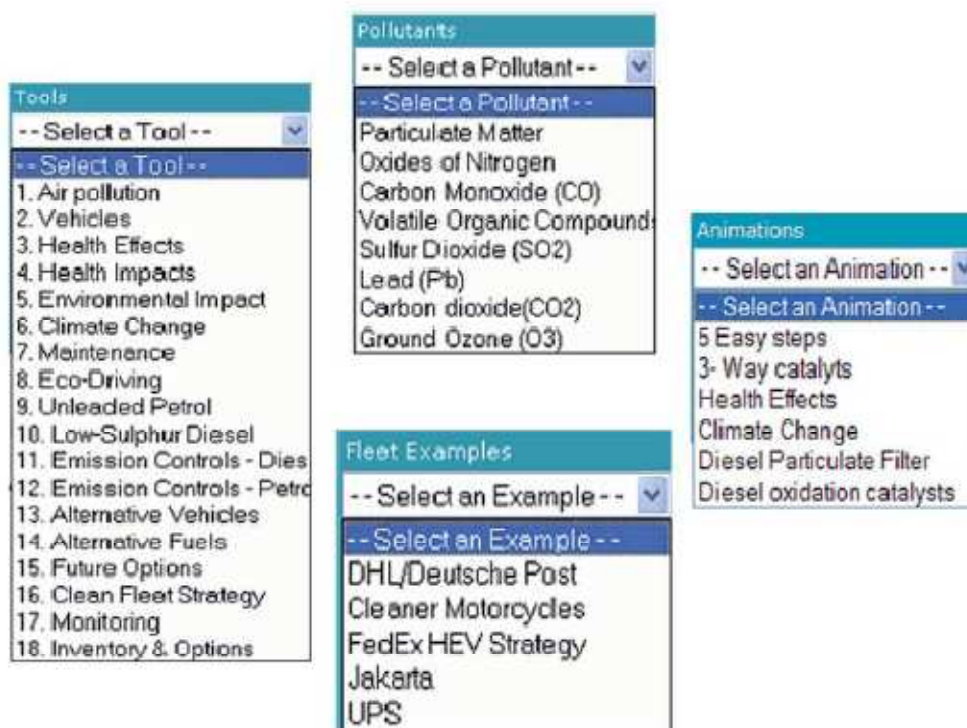 Tools
-- Select a Tool --
-- Select a Tool --
1. Air pollution
2. Vehicles
3. Health Effects
4. Health Impacts
5. Environmental Impact
6. Climate Change
7. Maintenance
8. Eco-Driving
9. Unleaded Petrol
10. Low-Sulphur Diesel
11. Emission Controls - Dies
12. Emission Controls - Petro
13. Alternative Vehicles
14. Alternative Fuels
15. Future Options
16. Clean Fleet Strategy
17. Monitoring
18. Inventory & Options
Pollutants
-- Select a Pollutant --
-- Select a Pollutant --
Particulate Matter
Oxides of Nitrogen
Carbon Monoxide (CO)
Volatile Organic Compounds
Sulfur Dioxide (SO2)
Lead (Pb)
Carbon dioxide(CO2)
Ground Ozone (O3)
Fleet Examples
-- Select an Example --
-- Select an Example --
DHL/Deutsche Post
Cleaner Motorcycles
FedEx HEV Strategy
Jakarta
UPS
Animations
-- Select an Animation --
-- Select an Animation --
5 Easy steps
3- Way catalyts
Health Effects
Climate Change
Diesel Particulate Filter
Diesel oxidation catalysts